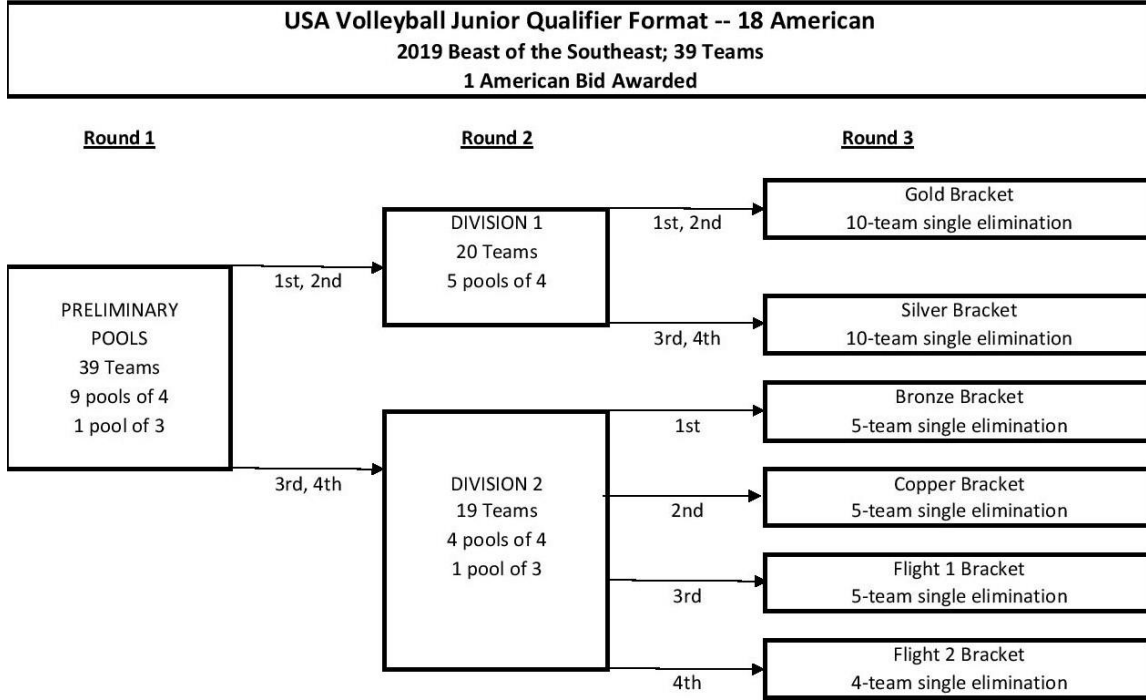 USA Volleyball Junior Qualifier Format -- 18 American
2019 Beast of the Southeast; 39 Teams
1 American Bid Awarded
Round 1
Round 2
Round 3
PRELIMINARY
POOLS
39 Teams
9 pools of 4
1 pool of 3
1st, 2nd
3rd, 4th
DIVISION 1
20 Teams
5 pools of 4
1st, 2nd
3rd, 4th
DIVISION 2
19 Teams
4 pools of 4
1 pool of 3
1st
2nd
3rd
4th
Gold Bracket
10-team single elimination
Silver Bracket
10-team single elimination
Bronze Bracket
5-team single elimination
Copper Bracket
5-team single elimination
Flight 1 Bracket
5-team single elimination
Flight 2 Bracket
4-team single elimination